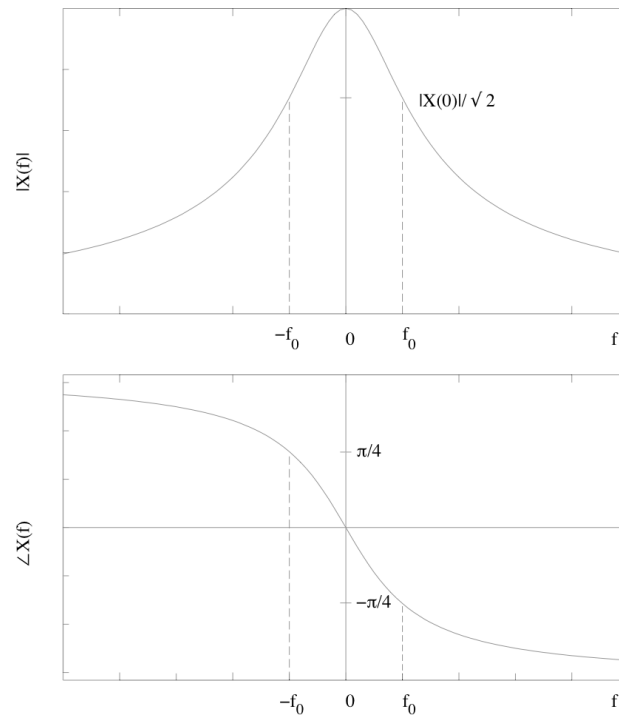 |X(f)|
|X(0)|/ √ 2
−f₀ 0 f₀ f
∠X(f)
π/4
−π/4
−f₀ 0 f₀ f